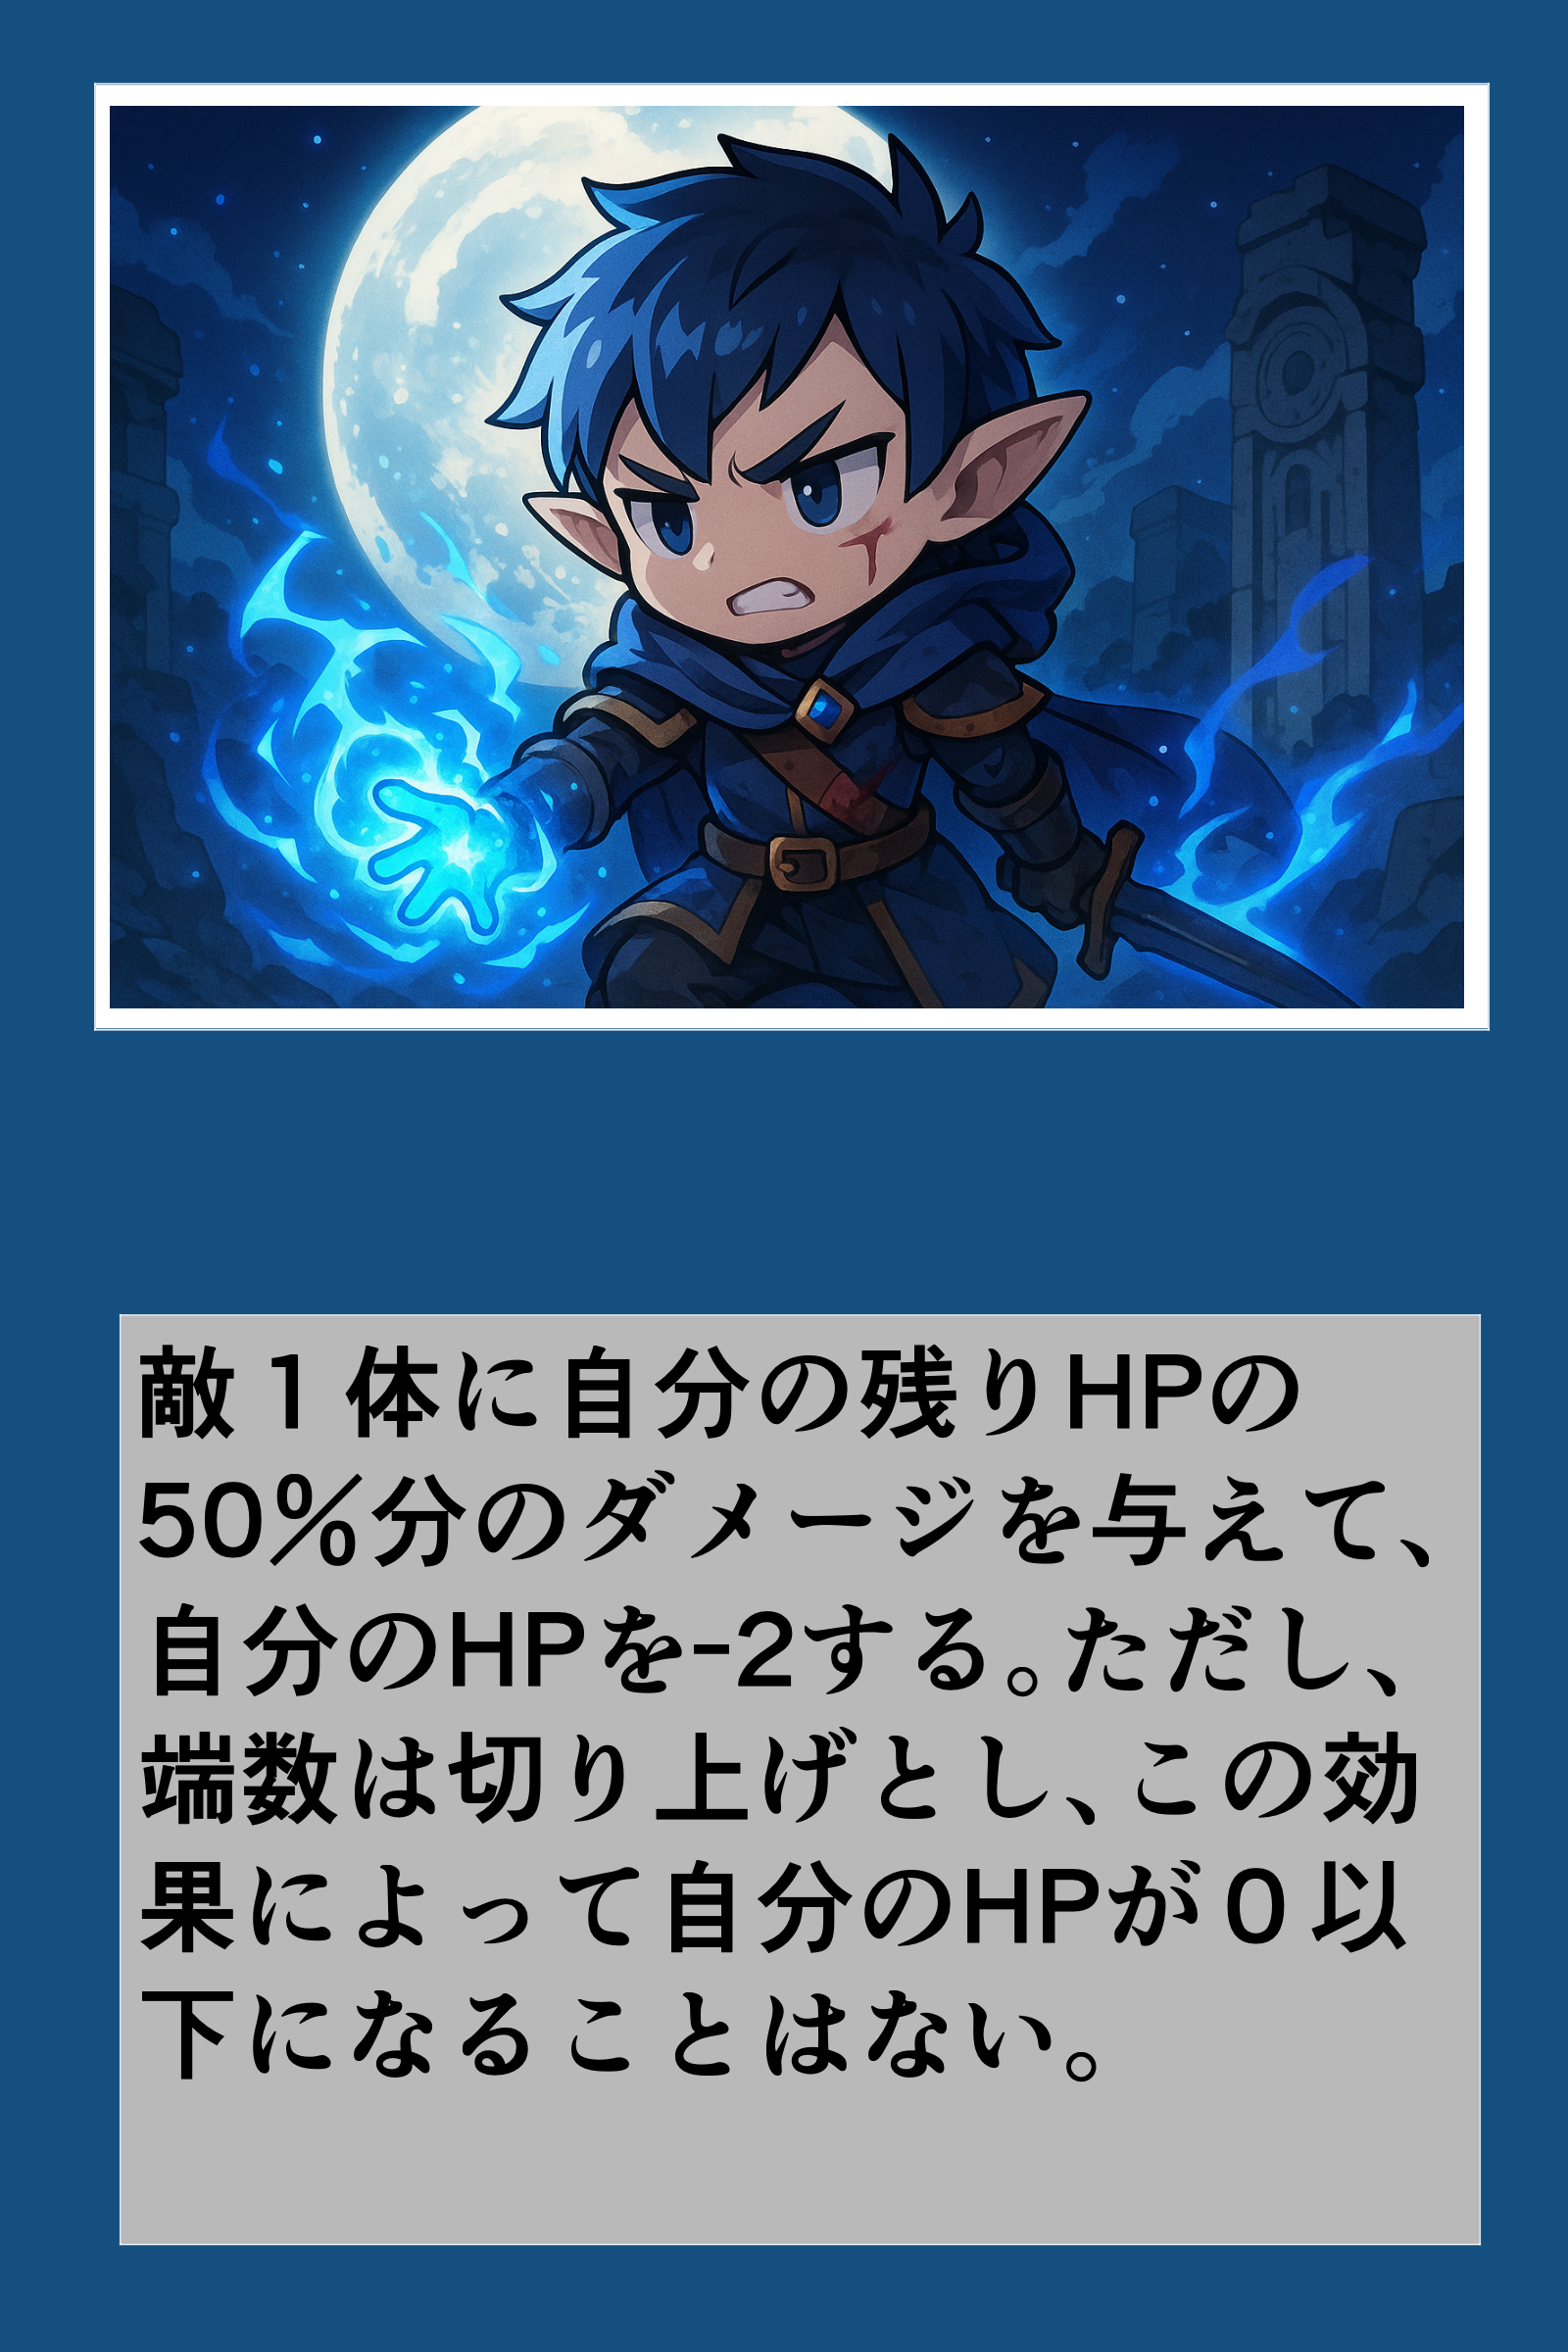 敵１体に自分の残りHPの
50%分のダメージを与えて、
自分のHPを-2する。ただし、
端数は切り上げとし、この効
果によって自分のHPが０以
下になることはない。